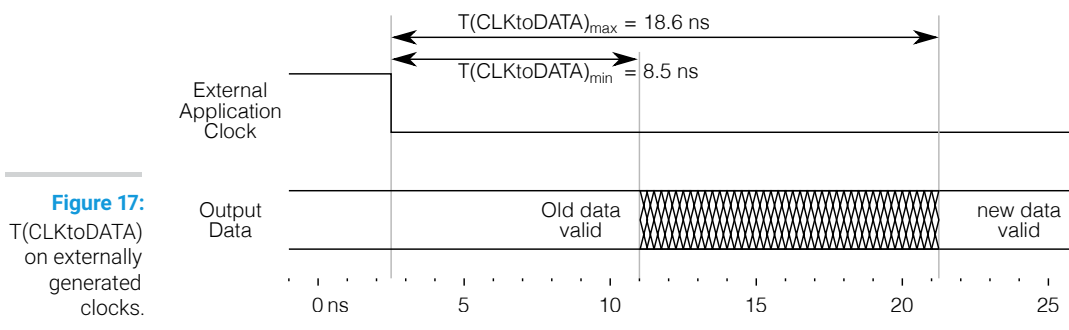 T(CLKtoDATA)max = 18.6 ns
T(CLKtoDATA)min = 8.5 ns
External
Application
Clock
Figure 17:
T(CLKtoDATA)
on externally
generated
clocks.
Output
Data
Old data
valid
new data
valid
0 ns 5 10 15 20 25